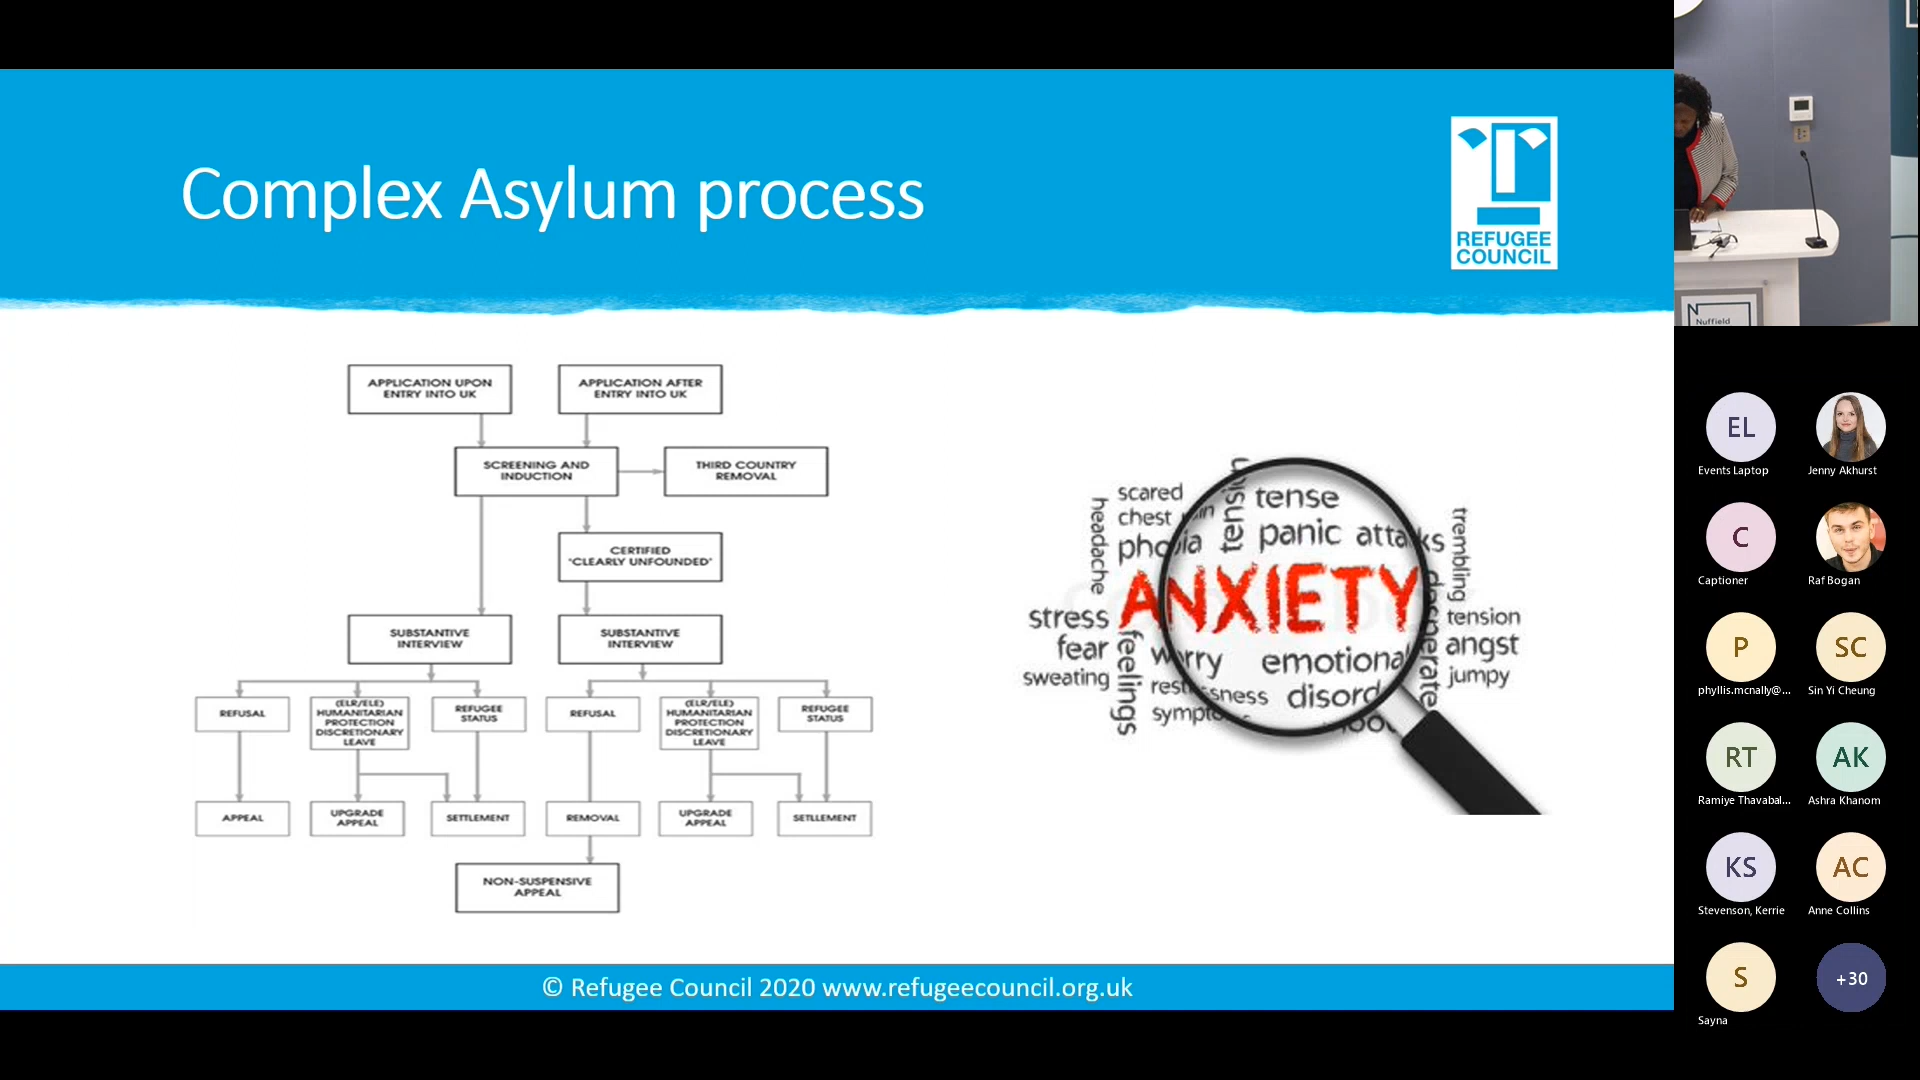 Complex Asylum process
REFUGEE
COUNCIL
APPLICATION UPON
ENTRY INTO UK
APPLICATION AFTER
ENTRY INTO UK
SCREENING AND
INDUCTION
THIRD COUNTRY
REMOVAL
CERTIFIED
'CLEARLY UNFOUNDED'
SUBSTANTIVE
INTERVIEW
SUBSTANTIVE
INTERVIEW
REFUSAL
(ELR/ELE)
HUMANITARIAN
PROTECTION
DISCRETIONARY
LEAVE
REFUGEE
STATUS
REFUSAL
(ELR/ELE)
HUMANITARIAN
PROTECTION
DISCRETIONARY
LEAVE
REFUGEE
STATUS
APPEAL
UPGRADE
APPEAL
SETTLEMENT
REMOVAL
UPGRADE
APPEAL
SETLLEMENT
NON-SUSPENSIVE
APPEAL
scared
chest
headache
phobia
tension
tense
panic attacks
trembling
ANXIETY
stress
fear
sweating
feelings
worry
emotional
restlessness
disord
desperate
tension
angst
jumpy
© Refugee Council 2020 www.refugeecouncil.org.uk
N
Nuffield
EL
Events Laptop
Jenny Akhurst
C
Captioner
Raf Bogan
P
phyllis.mcnally@...
SC
Sin Yi Cheung
RT
Ramiye Thavabal...
AK
Ashra Khanom
KS
Stevenson, Kerrie
AC
Anne Collins
S
Sayna
+30